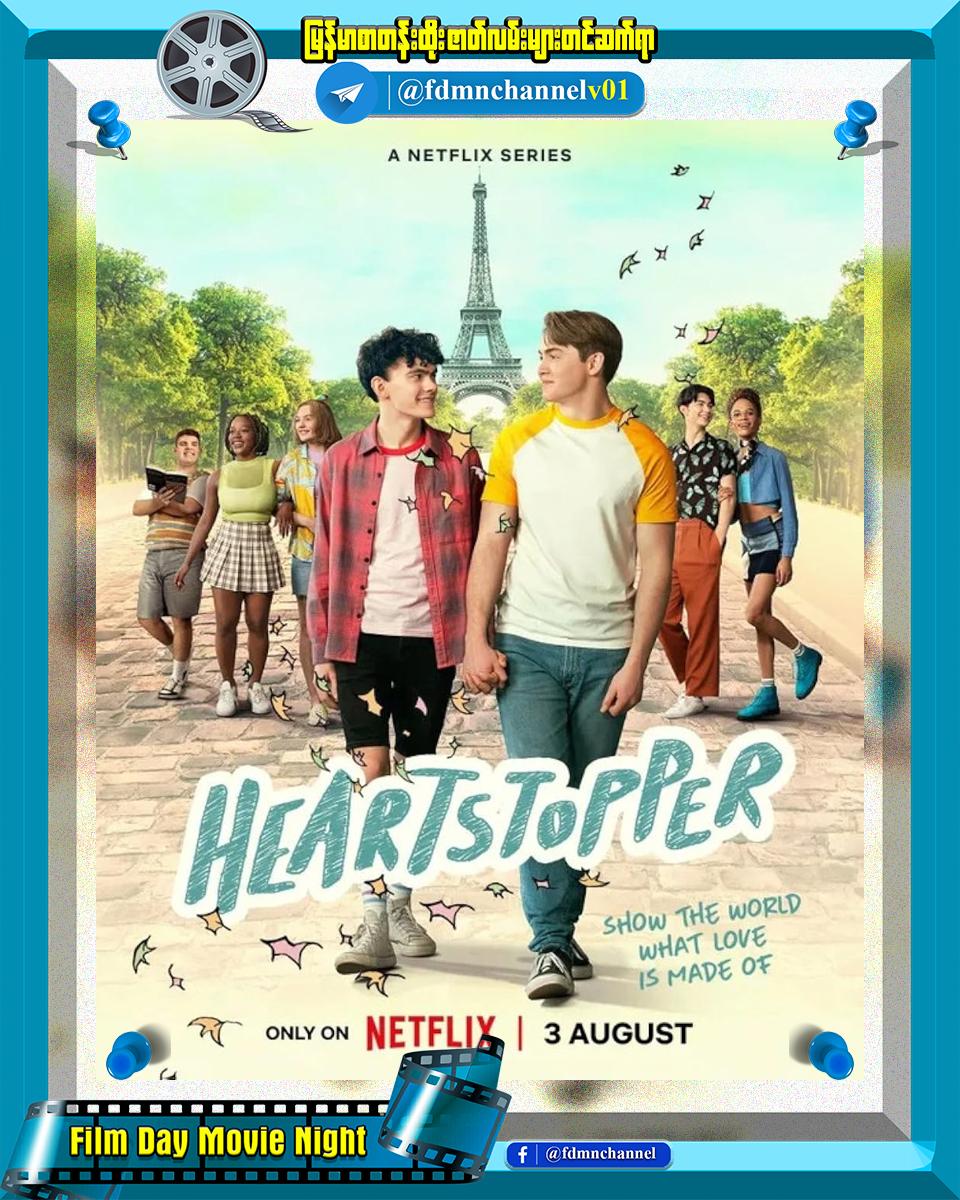 မြန်မာစာတန်းထိုးဇာတ်လမ်းများတင်ဆက်ရာ
@fdmnchannelv01
A NETFLIX SERIES
HEARTSTOPPER
SHOW THE WORLD
WHAT LOVE
IS MADE OF
ONLY ON NETFLIX | 3 AUGUST
Film Day Movie Night
f | @fdmnchannel